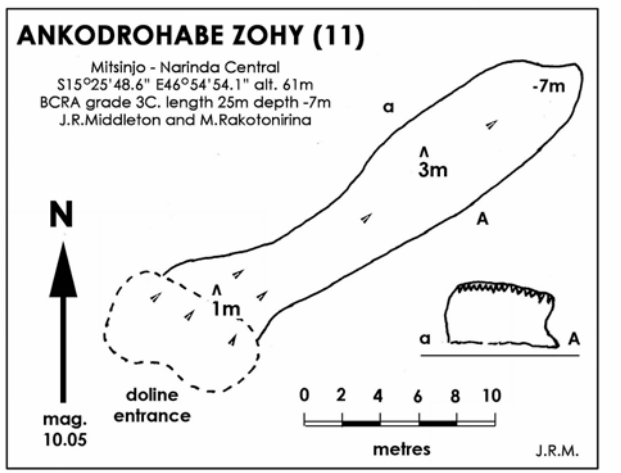 ANKODROHABE ZOHY (11)
Mitsinjo - Narinda Central
S15°25'48.6" E46°54'54.1" alt. 61m
BCRA grade 3C. length 25m depth -7m
J.R.Middleton and M.Rakotonirina
-7m
a
3m
A
N
1m
a
A
doline
entrance
0 2 4 6 8 10
metres
mag.
10.05
J.R.M.